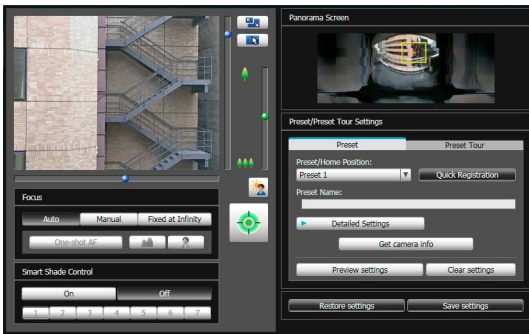 Panorama Screen
Preset/Preset Tour Settings
Preset
Preset Tour
Preset/Home Position:
Preset 1
Quick Registration
Preset Name:
Detailed Settings
Get camera info
Preview settings
Clear settings
Restore settings
Save settings
Focus
Auto
Manual
Fixed at Infinity
One-shot AF
Smart Shade Control
On
Off
1 2 3 4 5 6 7